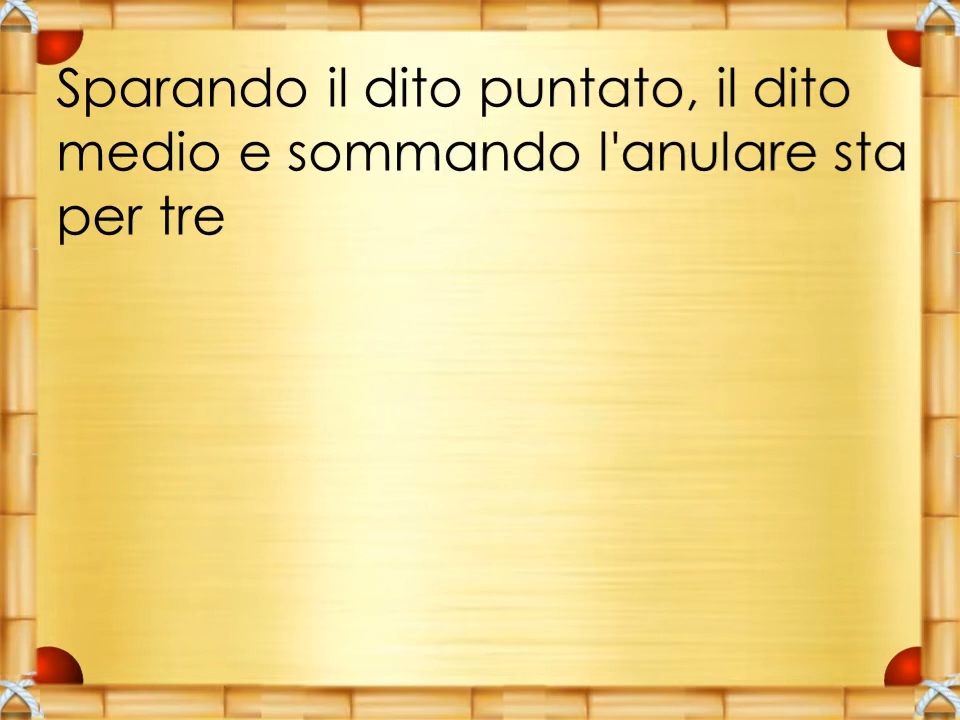 Sparando il dito puntato, il dito
medio e sommando l'anulare sta
per tre